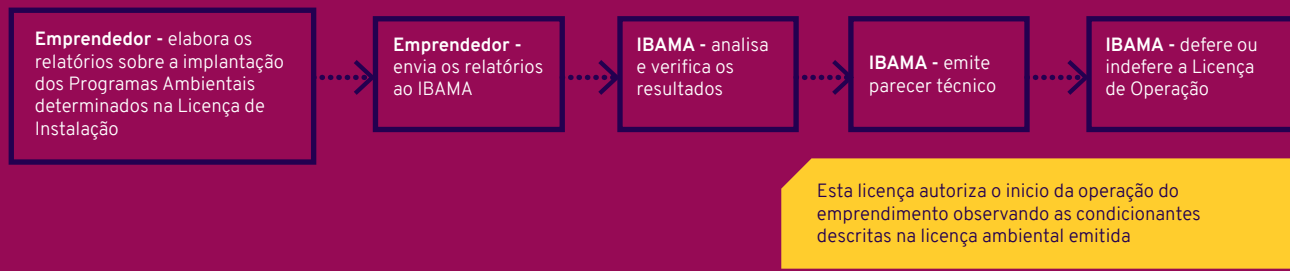 Emprendedor - elabora os
relatórios sobre a implantação
dos Programas Ambientais
determinados na Licença de
Instalação
Emprendedor -
envia os relatórios
ao IBAMA
IBAMA - analisa
e verifica os
resultados
IBAMA - emite
parecer técnico
IBAMA - defere ou
indefere a Licença
de Operação
Esta licença autoriza o inicio da operação do
emprendimento observando as condicionantes
descritas na licença ambiental emitida